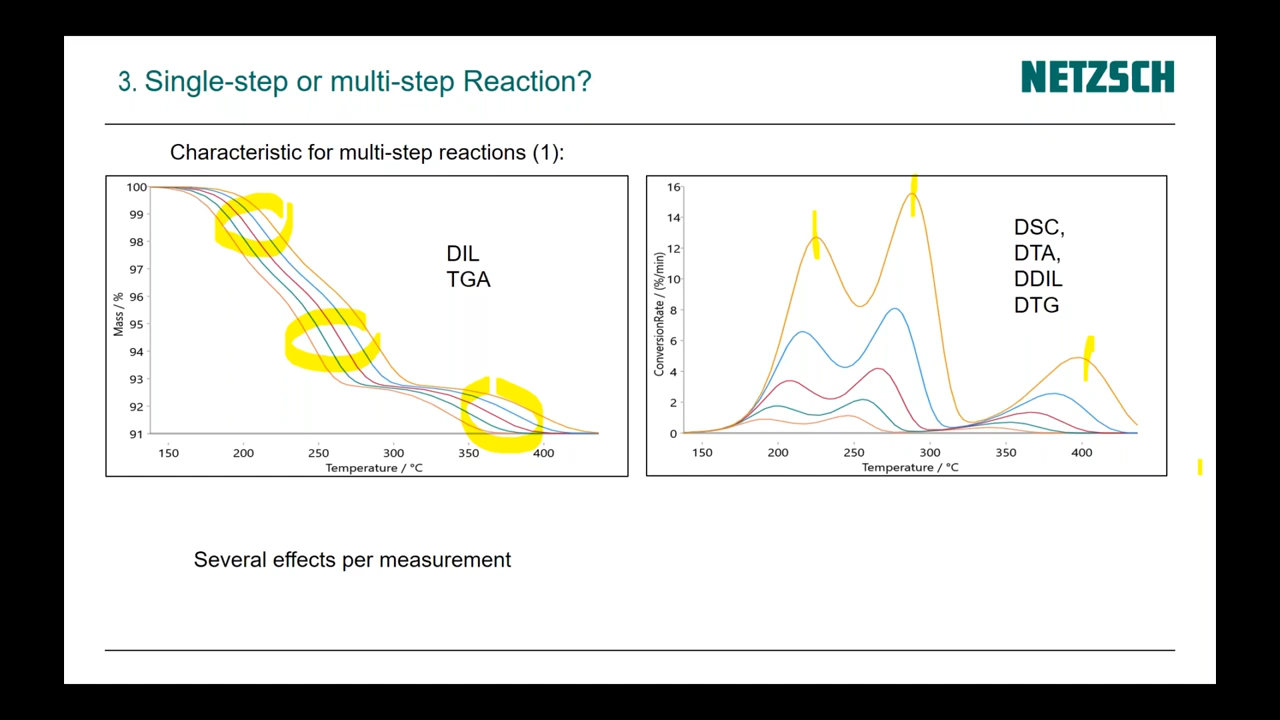 3. Single-step or multi-step Reaction?
NETZSCH
Characteristic for multi-step reactions (1):
100
99
98
97
96
95
94
93
92
91
Mass / %
150
200
250
300
350
400
Temperature / °C
DIL
TGA
16
14
12
10
8
6
4
2
0
ConversionRate / (%/min)
150
200
250
300
350
400
Temperature / °C
DSC,
DTA,
DDIL
DTG
Several effects per measurement